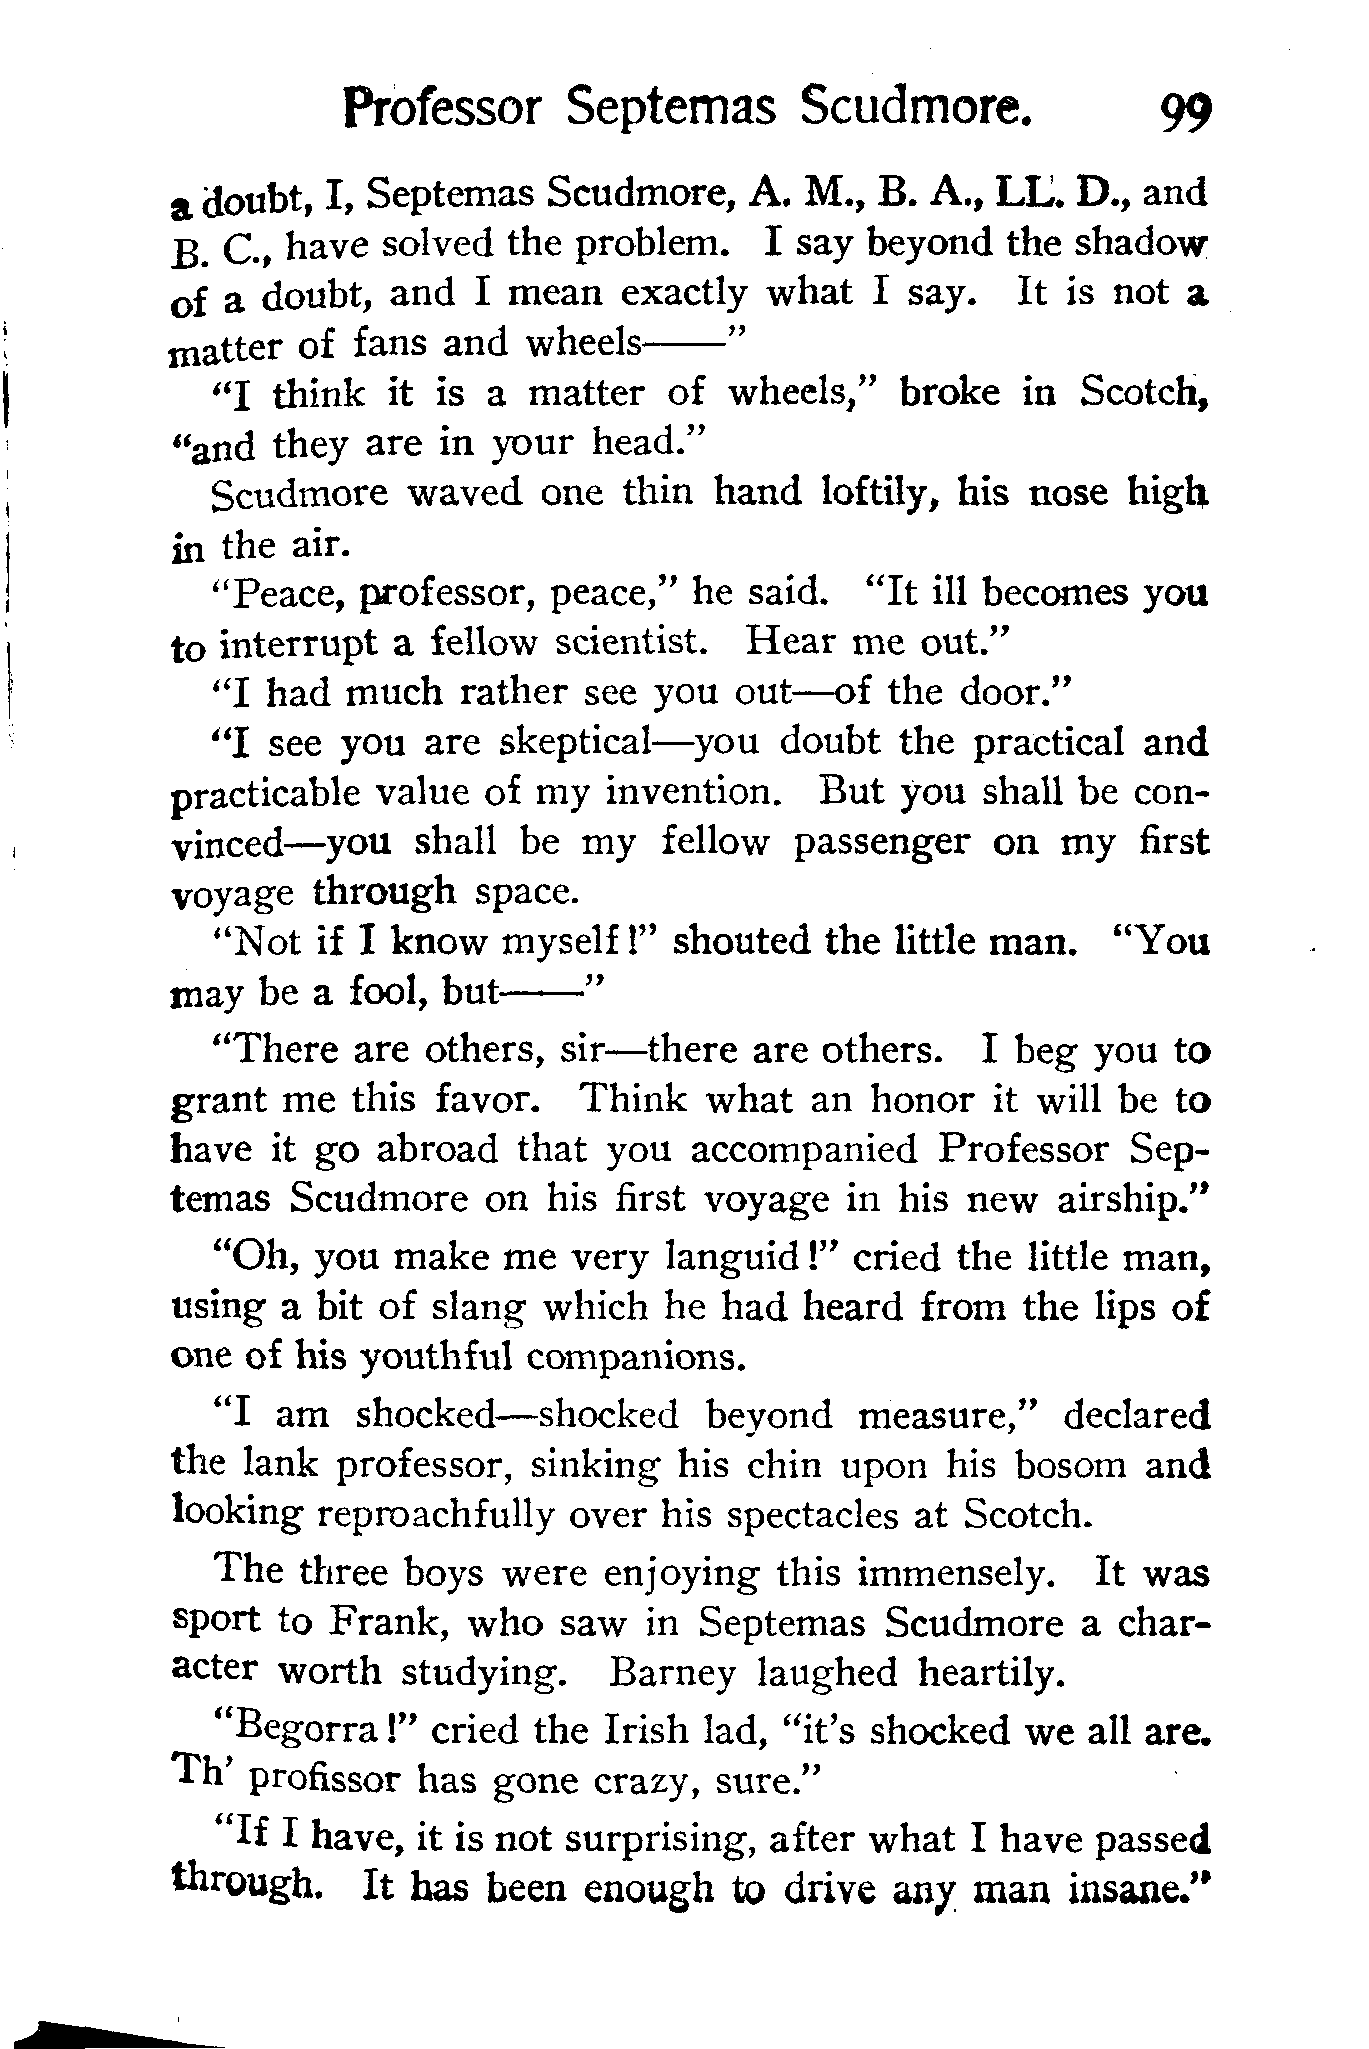 Professor Septemas Scudmore. 99
a doubt, I, Septemas Scudmore, A. M., B. A., LL. D., and
B. C., have solved the problem. I say beyond the shadow
of a doubt, and I mean exactly what I say. It is not a
matter of fans and wheels——"
"I think it is a matter of wheels," broke in Scotch,
"and they are in your head."
Scudmore waved one thin hand loftily, his nose high
in the air.
"Peace, professor, peace," he said. "It ill becomes you
to interrupt a fellow scientist. Hear me out."
"I had much rather see you out—of the door."
"I see you are skeptical—you doubt the practical and
practicable value of my invention. But you shall be con-
vinced—you shall be my fellow passenger on my first
voyage through space.
"Not if I know myself!" shouted the little man. "You
may be a fool, but——"
"There are others, sir—there are others. I beg you to
grant me this favor. Think what an honor it will be to
have it go abroad that you accompanied Professor Sep-
temas Scudmore on his first voyage in his new airship."
"Oh, you make me very languid!" cried the little man,
using a bit of slang which he had heard from the lips of
one of his youthful companions.
"I am shocked—shocked beyond measure," declared
the lank professor, sinking his chin upon his bosom and
looking reproachfully over his spectacles at Scotch.
The three boys were enjoying this immensely. It was
sport to Frank, who saw in Septemas Scudmore a char-
acter worth studying. Barney laughed heartily.
"Begorra!" cried the Irish lad, "it's shocked we all are.
Th' profissor has gone crazy, sure."
"If I have, it is not surprising, after what I have passed
through. It has been enough to drive any man insane."